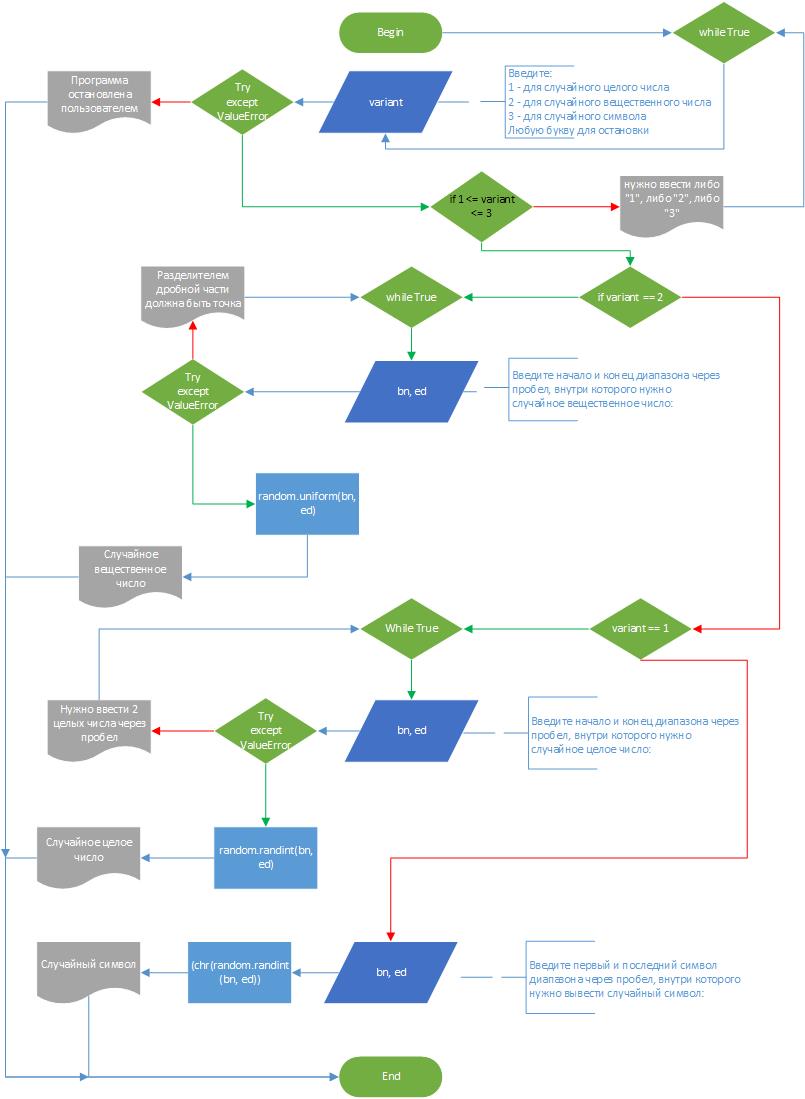 Begin
while True
Программа
остановлена
пользователем
Try
except
ValueError
variant
Введите:
1 - для случайного целого числа
2 - для случайного вещественного числа
3 - для случайного символа
Любую букву для остановки
if 1 <= variant
<= 3
нужно ввести либо
"1", либо "2", либо
"3"
Разделителем
дробной части
должна быть точка
while True
if variant == 2
Try
except
ValueError
bn, ed
Введите начало и конец диапазона через
пробел, внутри которого нужно
случайное вещественное число:
random.uniform(bn,
ed)
Случайное
вещественное
число
While True
variant == 1
Нужно ввести 2
целых числа через
пробел
Try
except
ValueError
bn, ed
Введите начало и конец диапазона через
пробел, внутри которого нужно
случайное целое число:
Случайное целое
число
random.randint(bn,
ed)
Случайный символ
(chr(random.randint
(bn, ed))
bn, ed
Введите первый и последний символ
диапазона через пробел, внутри которого
нужно вывести случайный символ:
End